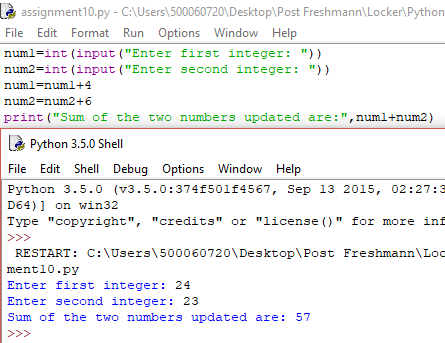 assignment10.py - C:\Users\500060720\Desktop\Post Freshmann\Locker\Python
File Edit Format Run Options Window Help
num1=int(input("Enter first integer: "))
num2=int(input("Enter second integer: "))
num1=num1+4
num2=num2+6
print("Sum of the two numbers updated are:",num1+num2)
Python 3.5.0 Shell
File Edit Shell Debug Options Window Help
Python 3.5.0 (v3.5.0:374f501f4567, Sep 13 2015, 02:27:3
D64)] on win32
Type "copyright", "credits" or "license()" for more inf
>>>
RESTART: C:\Users\500060720\Desktop\Post Freshmann\Loc
ment10.py
Enter first integer: 24
Enter second integer: 23
Sum of the two numbers updated are: 57
>>>